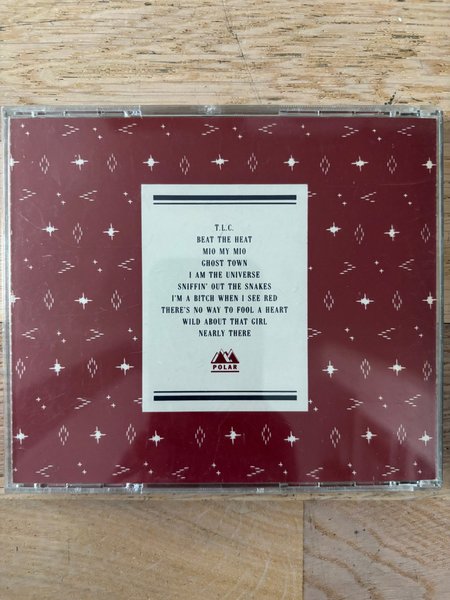 T.L.C.
BEAT THE HEAT
MIO MY MIO
GHOST TOWN
I AM THE UNIVERSE
SNIFFIN' OUT THE SNAKES
I'M A BITCH WHEN I SEE RED
THERE'S NO WAY TO FOOL A HEART
WILD ABOUT THAT GIRL
NEARLY THERE
POLAR